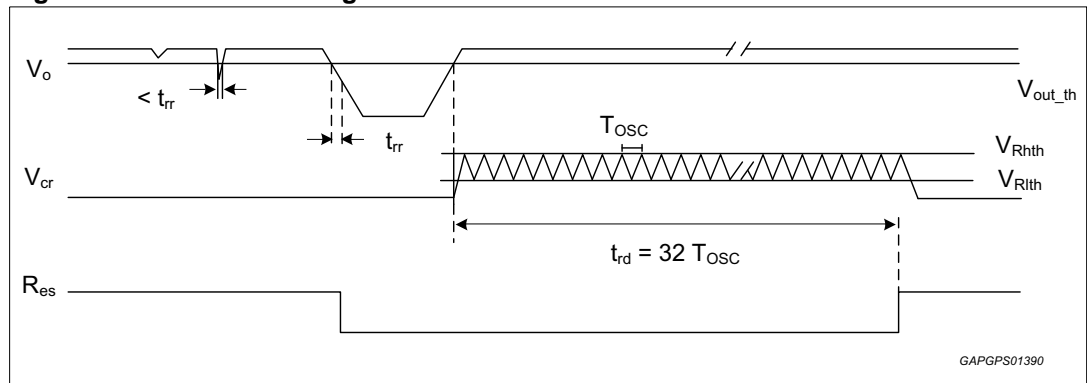 V_o
< t_rr
V_out_th
t_rr
T_OSC
V_Rhth
V_cr
V_Rlth
t_rd = 32 T_OSC
R_es
GAPGPS01390